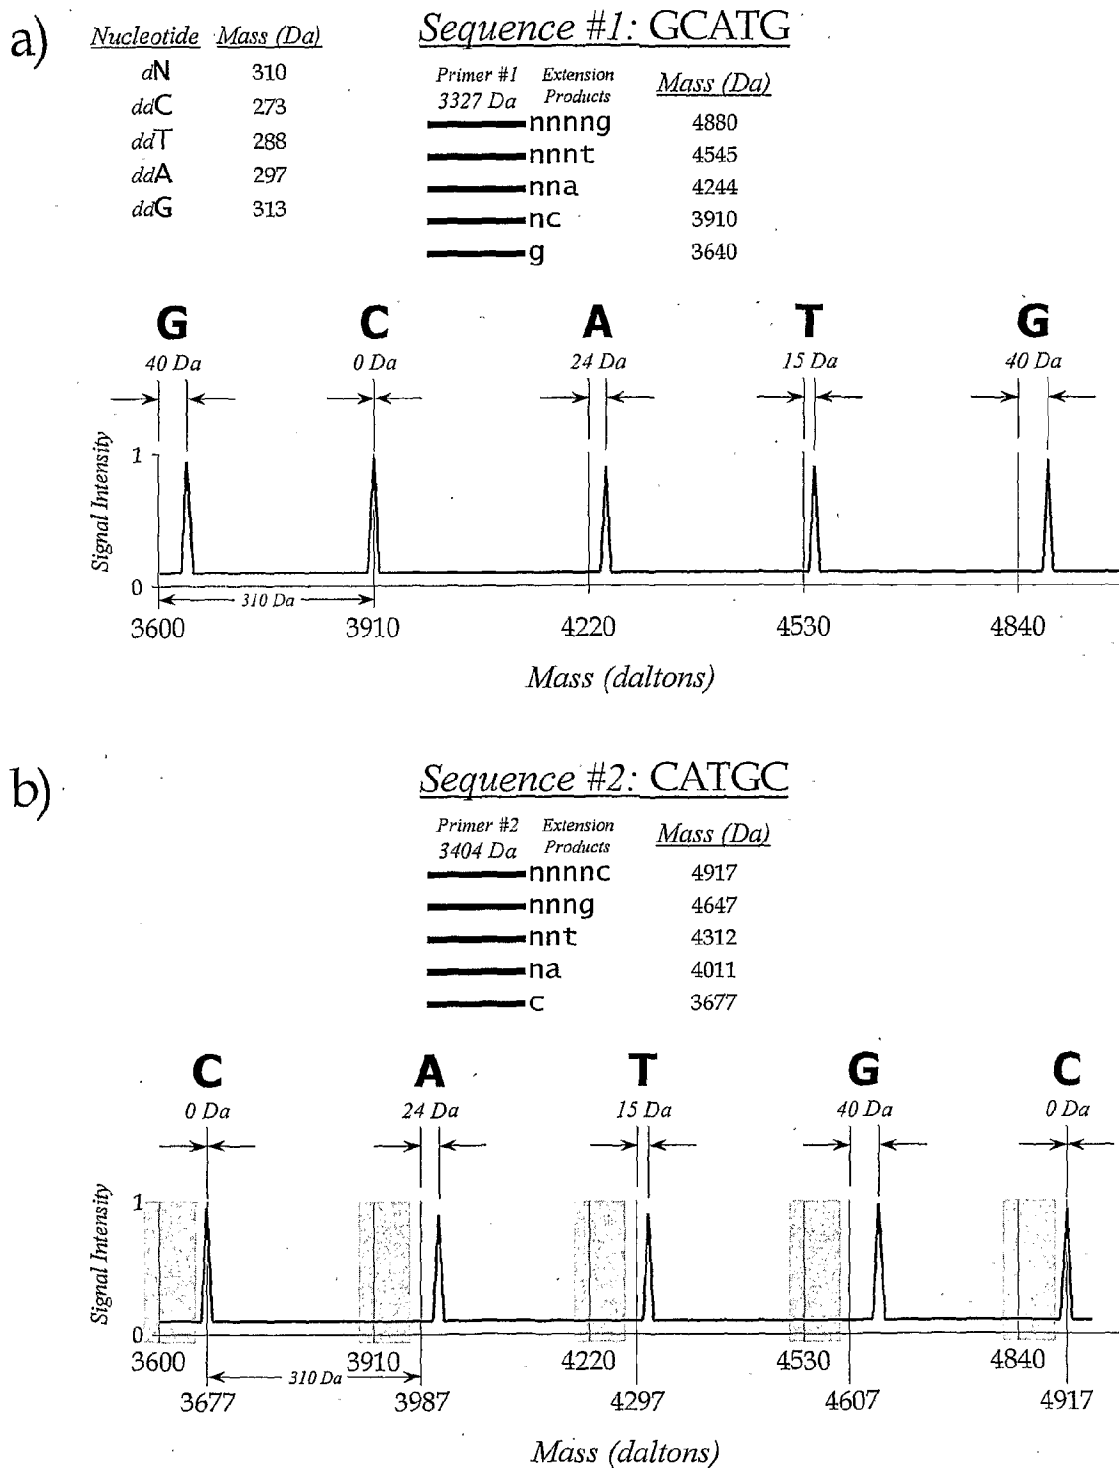 a)
Nucleotide Mass (Da)
dN 310
ddC 273
ddT 288
ddA 297
ddG 313
Sequence #1: GCATG
Primer #1 Extension Mass (Da)
3327 Da Products
nnnng 4880
nnnt 4545
nna 4244
nc 3910
g 3640
G C A T G
40 Da 0 Da 24 Da 15 Da 40 Da
Signal Intensity
1
0
310 Da
3600 3910 4220 4530 4840
Mass (daltons)
b)
Sequence #2: CATGC
Primer #2 Extension Mass (Da)
3404 Da Products
nnnnc 4917
nnng 4647
nnt 4312
na 4011
c 3677
C A T G C
0 Da 24 Da 15 Da 40 Da 0 Da
Signal Intensity
1
0
3600 3910 4220 4530 4840
310 Da
3677 3987 4297 4607 4917
Mass (daltons)